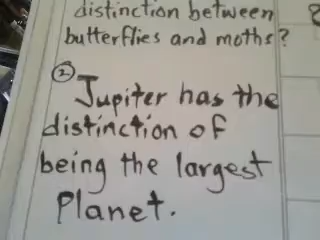 distinction between
butterflies and moths?
②
Jupiter has the
distinction of
being the largest
Planet.